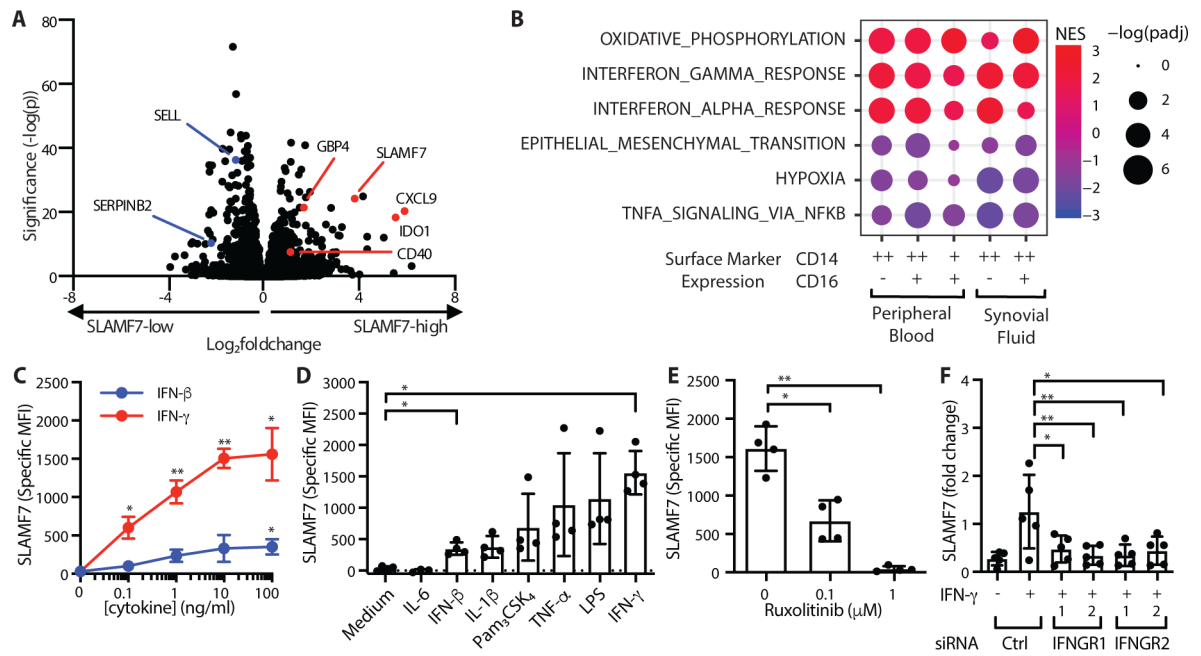 A
Significance (-log(p))
80
60
40
20
0
SELL
SERPINB2
GBP4
SLAMF7
CXCL9
IDO1
CD40
-8
-4
0
4
8
SLAMF7-low
SLAMF7-high
Log2foldchange
B
OXIDATIVE_PHOSPHORYLATION
INTERFERON_GAMMA_RESPONSE
INTERFERON_ALPHA_RESPONSE
EPITHELIAL_MESENCHYMAL_TRANSITION
HYPOXIA
TNFA_SIGNALING_VIA_NFKB
Surface Marker CD14 ++ ++ + ++ ++
Expression CD16 - + + - +
Peripheral
Blood
Synovial
Fluid
NES
3
2
1
0
-1
-2
-3
−log(padj)
0
2
4
6
C
SLAMF7 (Specific MFI)
2500
2000
1500
1000
500
0
IFN-β
IFN-γ
*
**
**
*
*
0 0.1 1 10 100
[cytokine] (ng/ml)
D
SLAMF7 (Specific MFI)
3000
2500
2000
1500
1000
500
0
*
*
Medium
IL-6
IFN-β
IL-1β
Pam3CSK4
TNF-α
LPS
IFN-γ
E
SLAMF7 (Specific MFI)
2500
2000
1500
1000
500
0
**
*
0 0.1 1
Ruxolitinib (μM)
F
SLAMF7 (fold change)
4
3
2
1
0
*
**
**
*
IFN-γ - + + + + +
1 2 1 2
siRNA Ctrl IFNGR1 IFNGR2